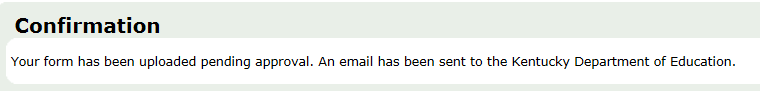 Confirmation
Your form has been uploaded pending approval. An email has been sent to the Kentucky Department of Education.